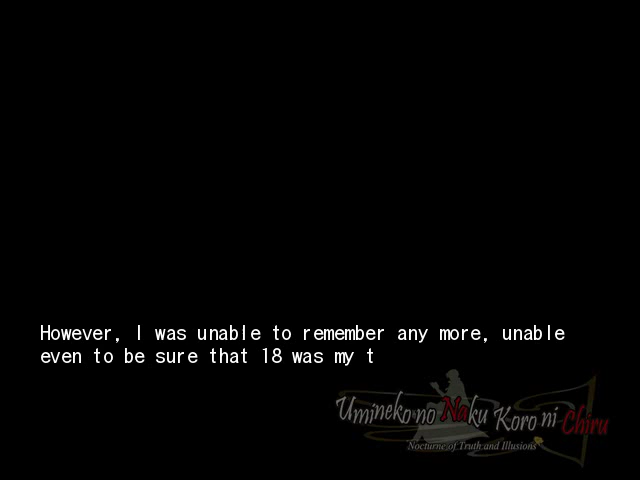 However, I was unable to remember any more, unable
even to be sure that 18 was my t
Umineko no Naku Koro ni Chiru
Nocturne of Truth and Illusions